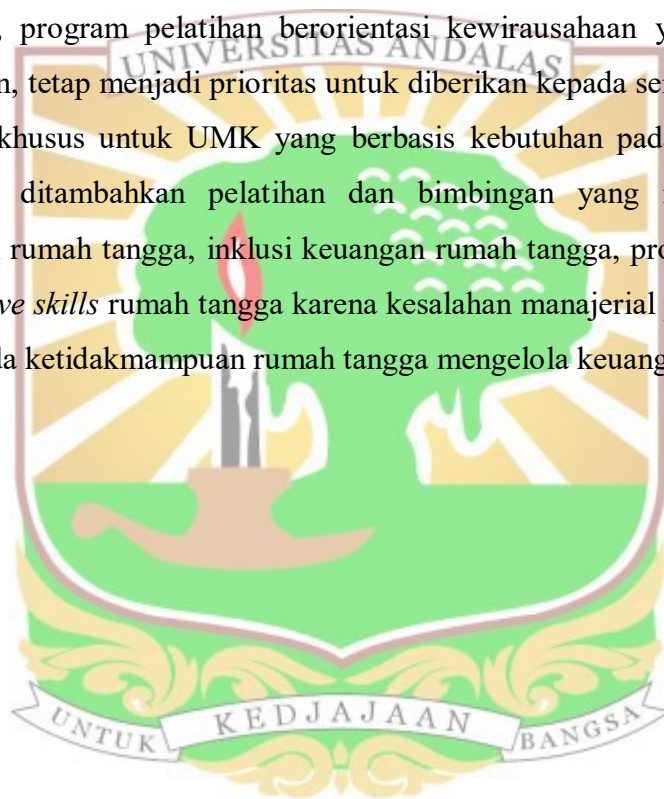 , program pelatihan berorientasi kewirausahaan y
UNIVERSITAS ANDALAS
n, tetap menjadi prioritas untuk diberikan kepada se
khusus untuk UMK yang berbasis kebutuhan pada
ditambahkan pelatihan dan bimbingan yang
rumah tangga, inklusi keuangan rumah tangga, pro
ve skills rumah tangga karena kesalahan manajerial
da ketidakmampuan rumah tangga mengelola keuang
UNTUK KEDJAJAAN BANGSA